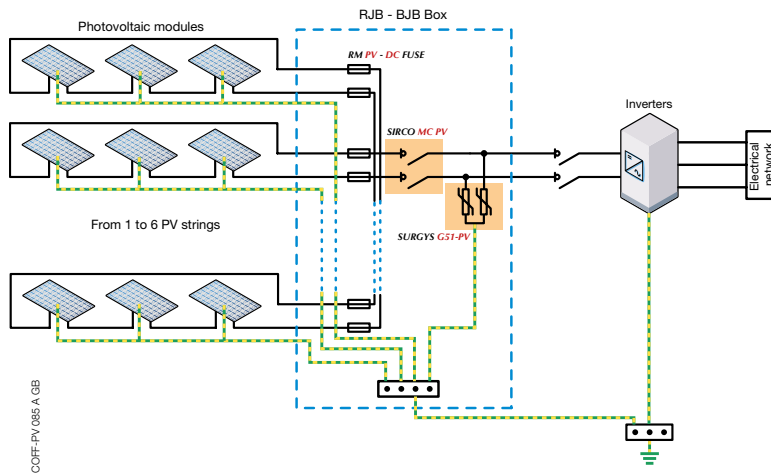 RJB - BJB Box
Photovoltaic modules
RM PV - DC FUSE
Inverters
SIRCO MC PV
Electrical
network
From 1 to 6 PV strings
SURGYS G51-PV
COFF-PV 085 A GB